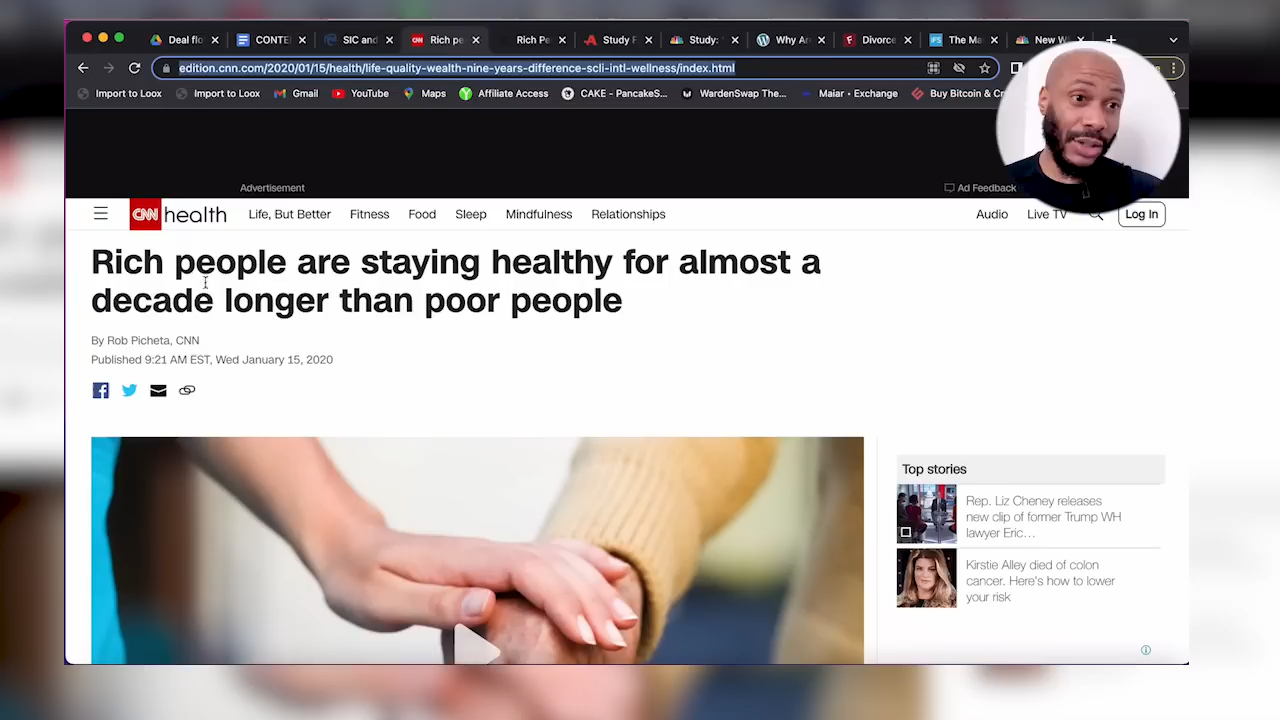 Deal flo
CONTEI
SIC and
Rich pe
Rich Pe
Study F
Study:
Why Ar
Divorce
The Ma
New W
edition.cnn.com/2020/01/15/health/life-quality-wealth-nine-years-difference-scli-intl-wellness/index.html
Import to Loox
Import to Loox
Gmail
YouTube
Maps
Affiliate Access
CAKE - PancakeS...
WardenSwap The...
Maiar • Exchange
Buy Bitcoin & Cr
Advertisement
Ad Feedback
CNN health
Life, But Better
Fitness
Food
Sleep
Mindfulness
Relationships
Audio
Live TV
Log In
Rich people are staying healthy for almost a
decade longer than poor people
By Rob Picheta, CNN
Published 9:21 AM EST, Wed January 15, 2020
Top stories
Rep. Liz Cheney releases
new clip of former Trump WH
lawyer Eric...
Kirstie Alley died of colon
cancer. Here's how to lower
your risk